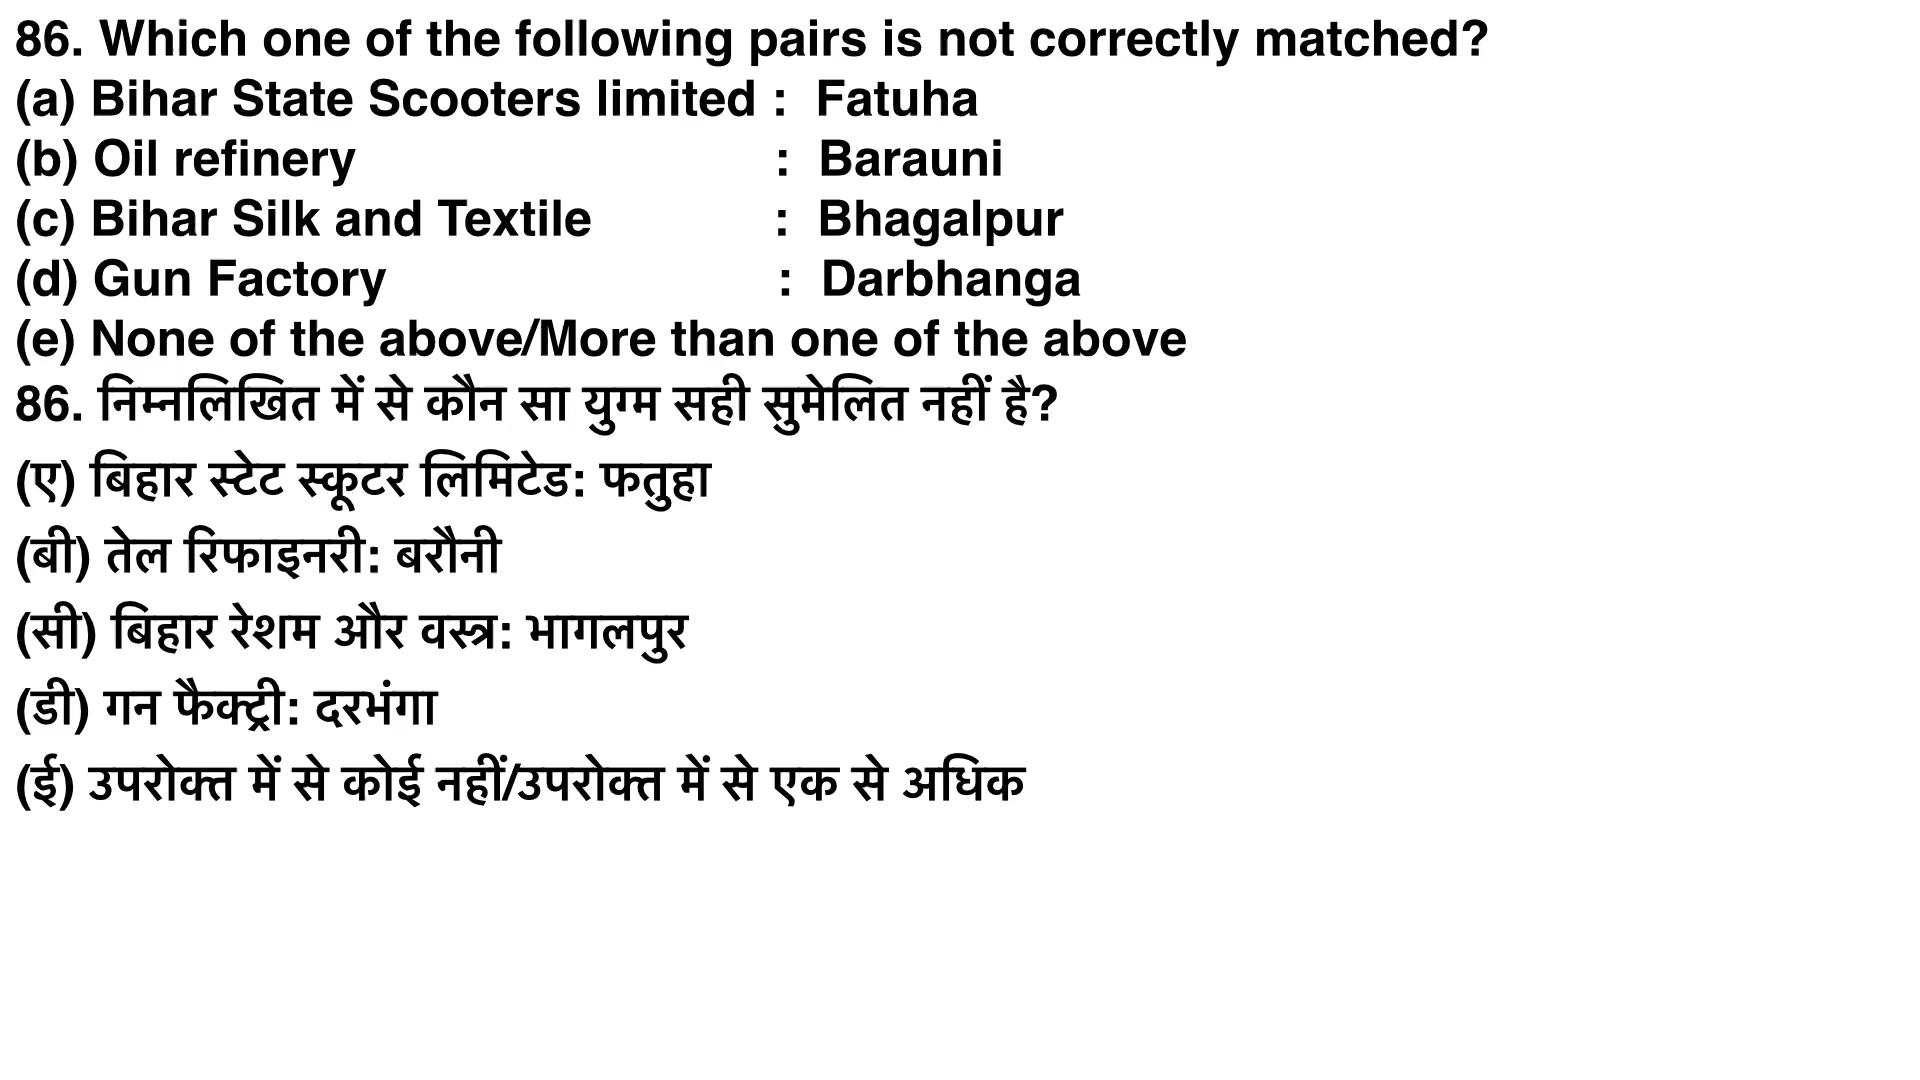 86. Which one of the following pairs is not correctly matched?
(a) Bihar State Scooters limited : Fatuha
(b) Oil refinery : Barauni
(c) Bihar Silk and Textile : Bhagalpur
(d) Gun Factory : Darbhanga
(e) None of the above/More than one of the above
86. निम्नलिखित में से कौन सा युग्म सही सुमेलित नहीं है?
(ए) बिहार स्टेट स्कूटर लिमिटेड: फतुहा
(बी) तेल रिफाइनरी: बरौनी
(सी) बिहार रेशम और वस्त्र: भागलपुर
(डी) गन फैक्ट्री: दरभंगा
(ई) उपरोक्त में से कोई नहीं/उपरोक्त में से एक से अधिक